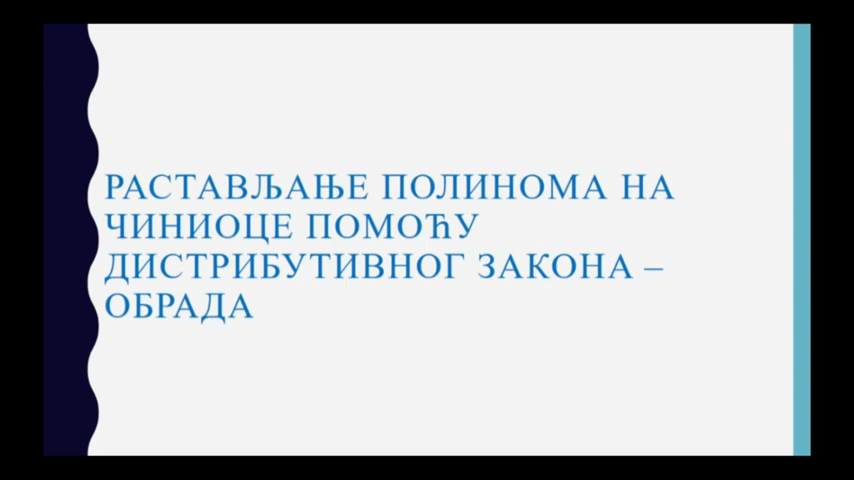 РАСТАВЉАЊЕ ПОЛИНОМА НА
ЧИНИОЦЕ ПОМОЋУ
ДИСТРИБУТИВНОГ ЗАКОНА –
ОБРАДА